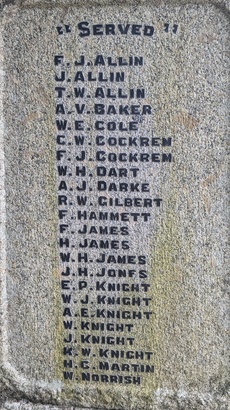 "SERVED"
F. J. ALLIN
J. ALLIN
T. W. ALLIN
A. V. BAKER
W. E. COLE
C. W. COCKREM
F. J. COCKREM
W. H. DART
A. J. DARKE
R. W. GILBERT
F. HAMMETT
F. JAMES
H. JAMES
W. H. JAMES
J. H. JONES
E. P. KNIGHT
W. J. KNIGHT
A. E. KNIGHT
W. KNIGHT
J. KNIGHT
K. W. KNIGHT
H. C. MARTIN
W. NORRISH